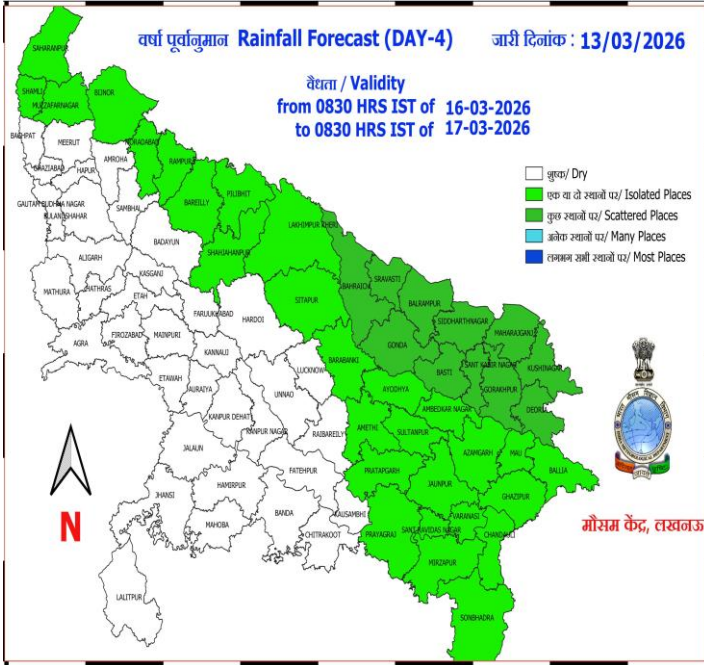 वर्षा पूर्वानुमान Rainfall Forecast (DAY-4) जारी दिनांक : 13/03/2026
वैधता / Validity
from 0830 HRS IST of 16-03-2026
to 0830 HRS IST of 17-03-2026
शुष्क/ Dry
एक या दो स्थानों पर/ Isolated Places
कुछ स्थानों पर/ Scattered Places
अनेक स्थानों पर/ Many Places
लगभग सभी स्थानों पर/ Most Places
SAHARANPUR
SHAMLI
MUZZAFARNAGAR
BIJNOR
BAGHPAT
MEERUT
MORADABAD
RAMPUR
AMROHA
GHAZIABAD
HAPUR
BAREILLY
PILIBHIT
GAUTAM BUDDHA NAGAR
BULANDSHAHAR
SAMBHAL
LAKHIMPUR KHERI
BADAYUN
SHAHJAHANPUR
ALIGARH
KASGANJ
BAHRAICH
SRAVASTI
MATHURA
HATHRAS
ETAH
SITAPUR
BALRAMPUR
FARUKKHABAD
HARDOI
SIDDHARTHNAGAR
MAHARAJGANJ
AGRA
FIROZABAD
MAINPURI
KANNAUJ
GONDA
BARABANKI
BASTI
SANT KABIR NAGAR
KUSHINAGAR
LUCKNOW
ETAWAH
AURAIYA
UNNAO
AYODHYA
GORAKHPUR
DEORIA
KANPUR DEHAT
KANPUR NAGAR
RAIBAREILY
AMETHI
SULTANPUR
AMBEDKAR NAGAR
JALAUN
FATEHPUR
PRATAPGARH
AZAMGARH
MAU
BALLIA
JHANSI
HAMIRPUR
BANDA
KAUSAMBHI
JAUNPUR
GHAZIPUR
MAHOBA
CHITRAKOOT
PRAYAGRAJ
SANT RAVIDAS NAGAR
VARANASI
CHANDAULI
MIRZAPUR
LALITPUR
SONBHADRA
N
मौसम केंद्र, लखनऊ